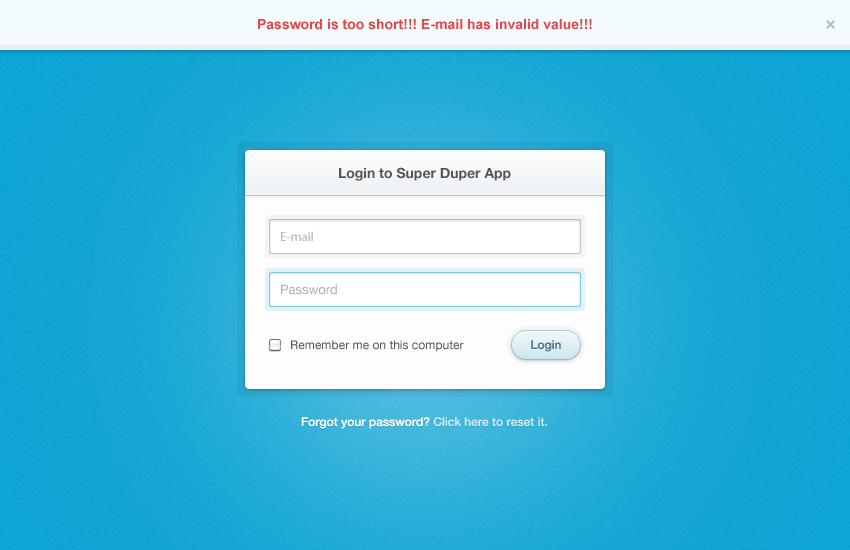 Password is too short!!! E-mail has invalid value!!!
×
Login to Super Duper App
E-mail
Password
Remember me on this computer
Login
Forgot your password? Click here to reset it.